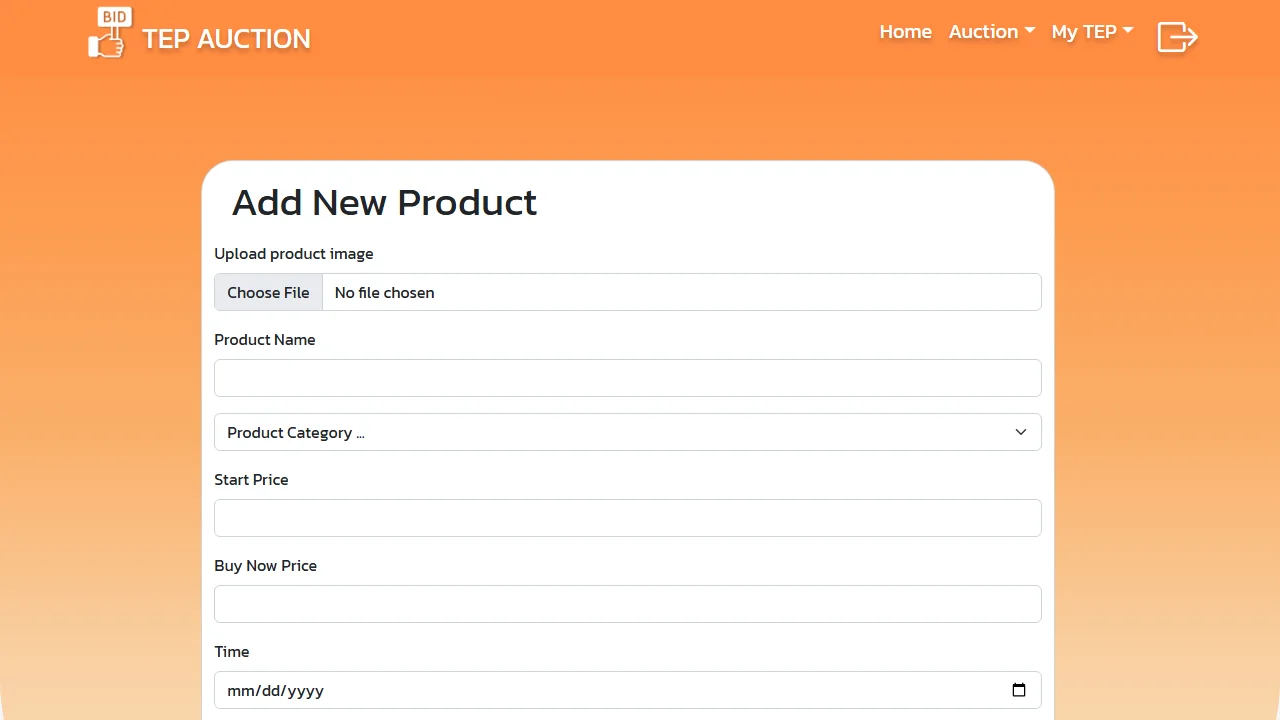 BID
TEP AUCTION
Home Auction My TEP
Add New Product
Upload product image
Choose File No file chosen
Product Name
Product Category ...
Start Price
Buy Now Price
Time
mm/dd/yyyy